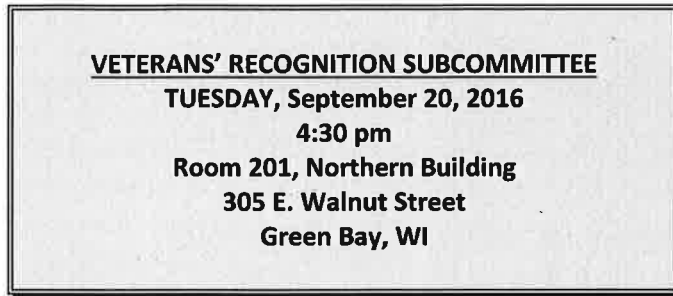 VETERANS' RECOGNITION SUBCOMMITTEE
TUESDAY, September 20, 2016
4:30 pm
Room 201, Northern Building
305 E. Walnut Street
Green Bay, WI